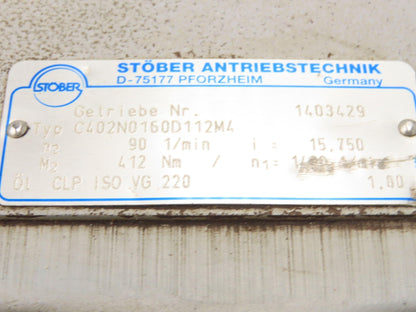 STÖBER ANTRIEBSTECHNIK
D-75177 PFORZHEIM Germany
STÖBER
Getriebe Nr. 1403429
Typ C402N0160D112M4
n2 90 1/min i = 15,750
M2 412 Nm / n1=
Öl CLP ISO VG 220 1,80